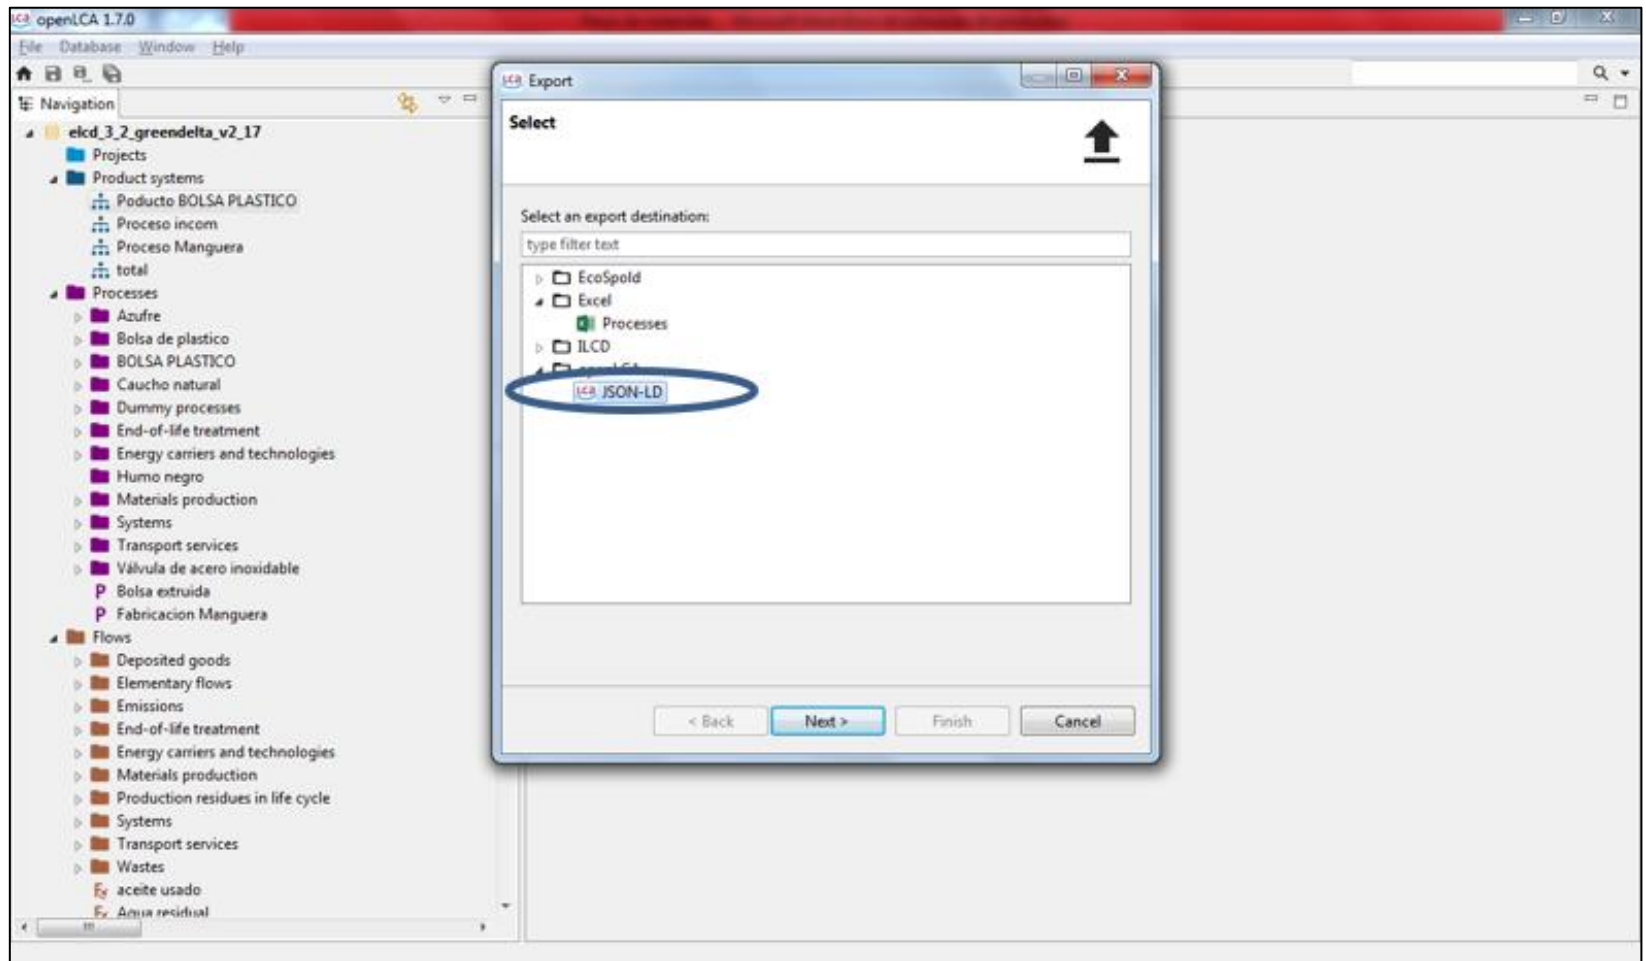 openLCA 1.7.0
File Database Window Help
Navigation
elcd_3_2_greendelta_v2_17
Projects
Product systems
Poducto BOLSA PLASTICO
Proceso incom
Proceso Manguera
total
Processes
Azufre
Bolsa de plastico
BOLSA PLASTICO
Caucho natural
Dummy processes
End-of-life treatment
Energy carriers and technologies
Humo negro
Materials production
Systems
Transport services
Válvula de acero inoxidable
P Bolsa extruida
P Fabricacion Manguera
Flows
Deposited goods
Elementary flows
Emissions
End-of-life treatment
Energy carriers and technologies
Materials production
Production residues in life cycle
Systems
Transport services
Wastes
Fx aceite usado
Fx Agua residual
LCA Export
Select
Select an export destination:
type filter text
EcoSpold
Excel
Processes
ILCD
openLCA
LCA JSON-LD
< Back Next > Finish Cancel